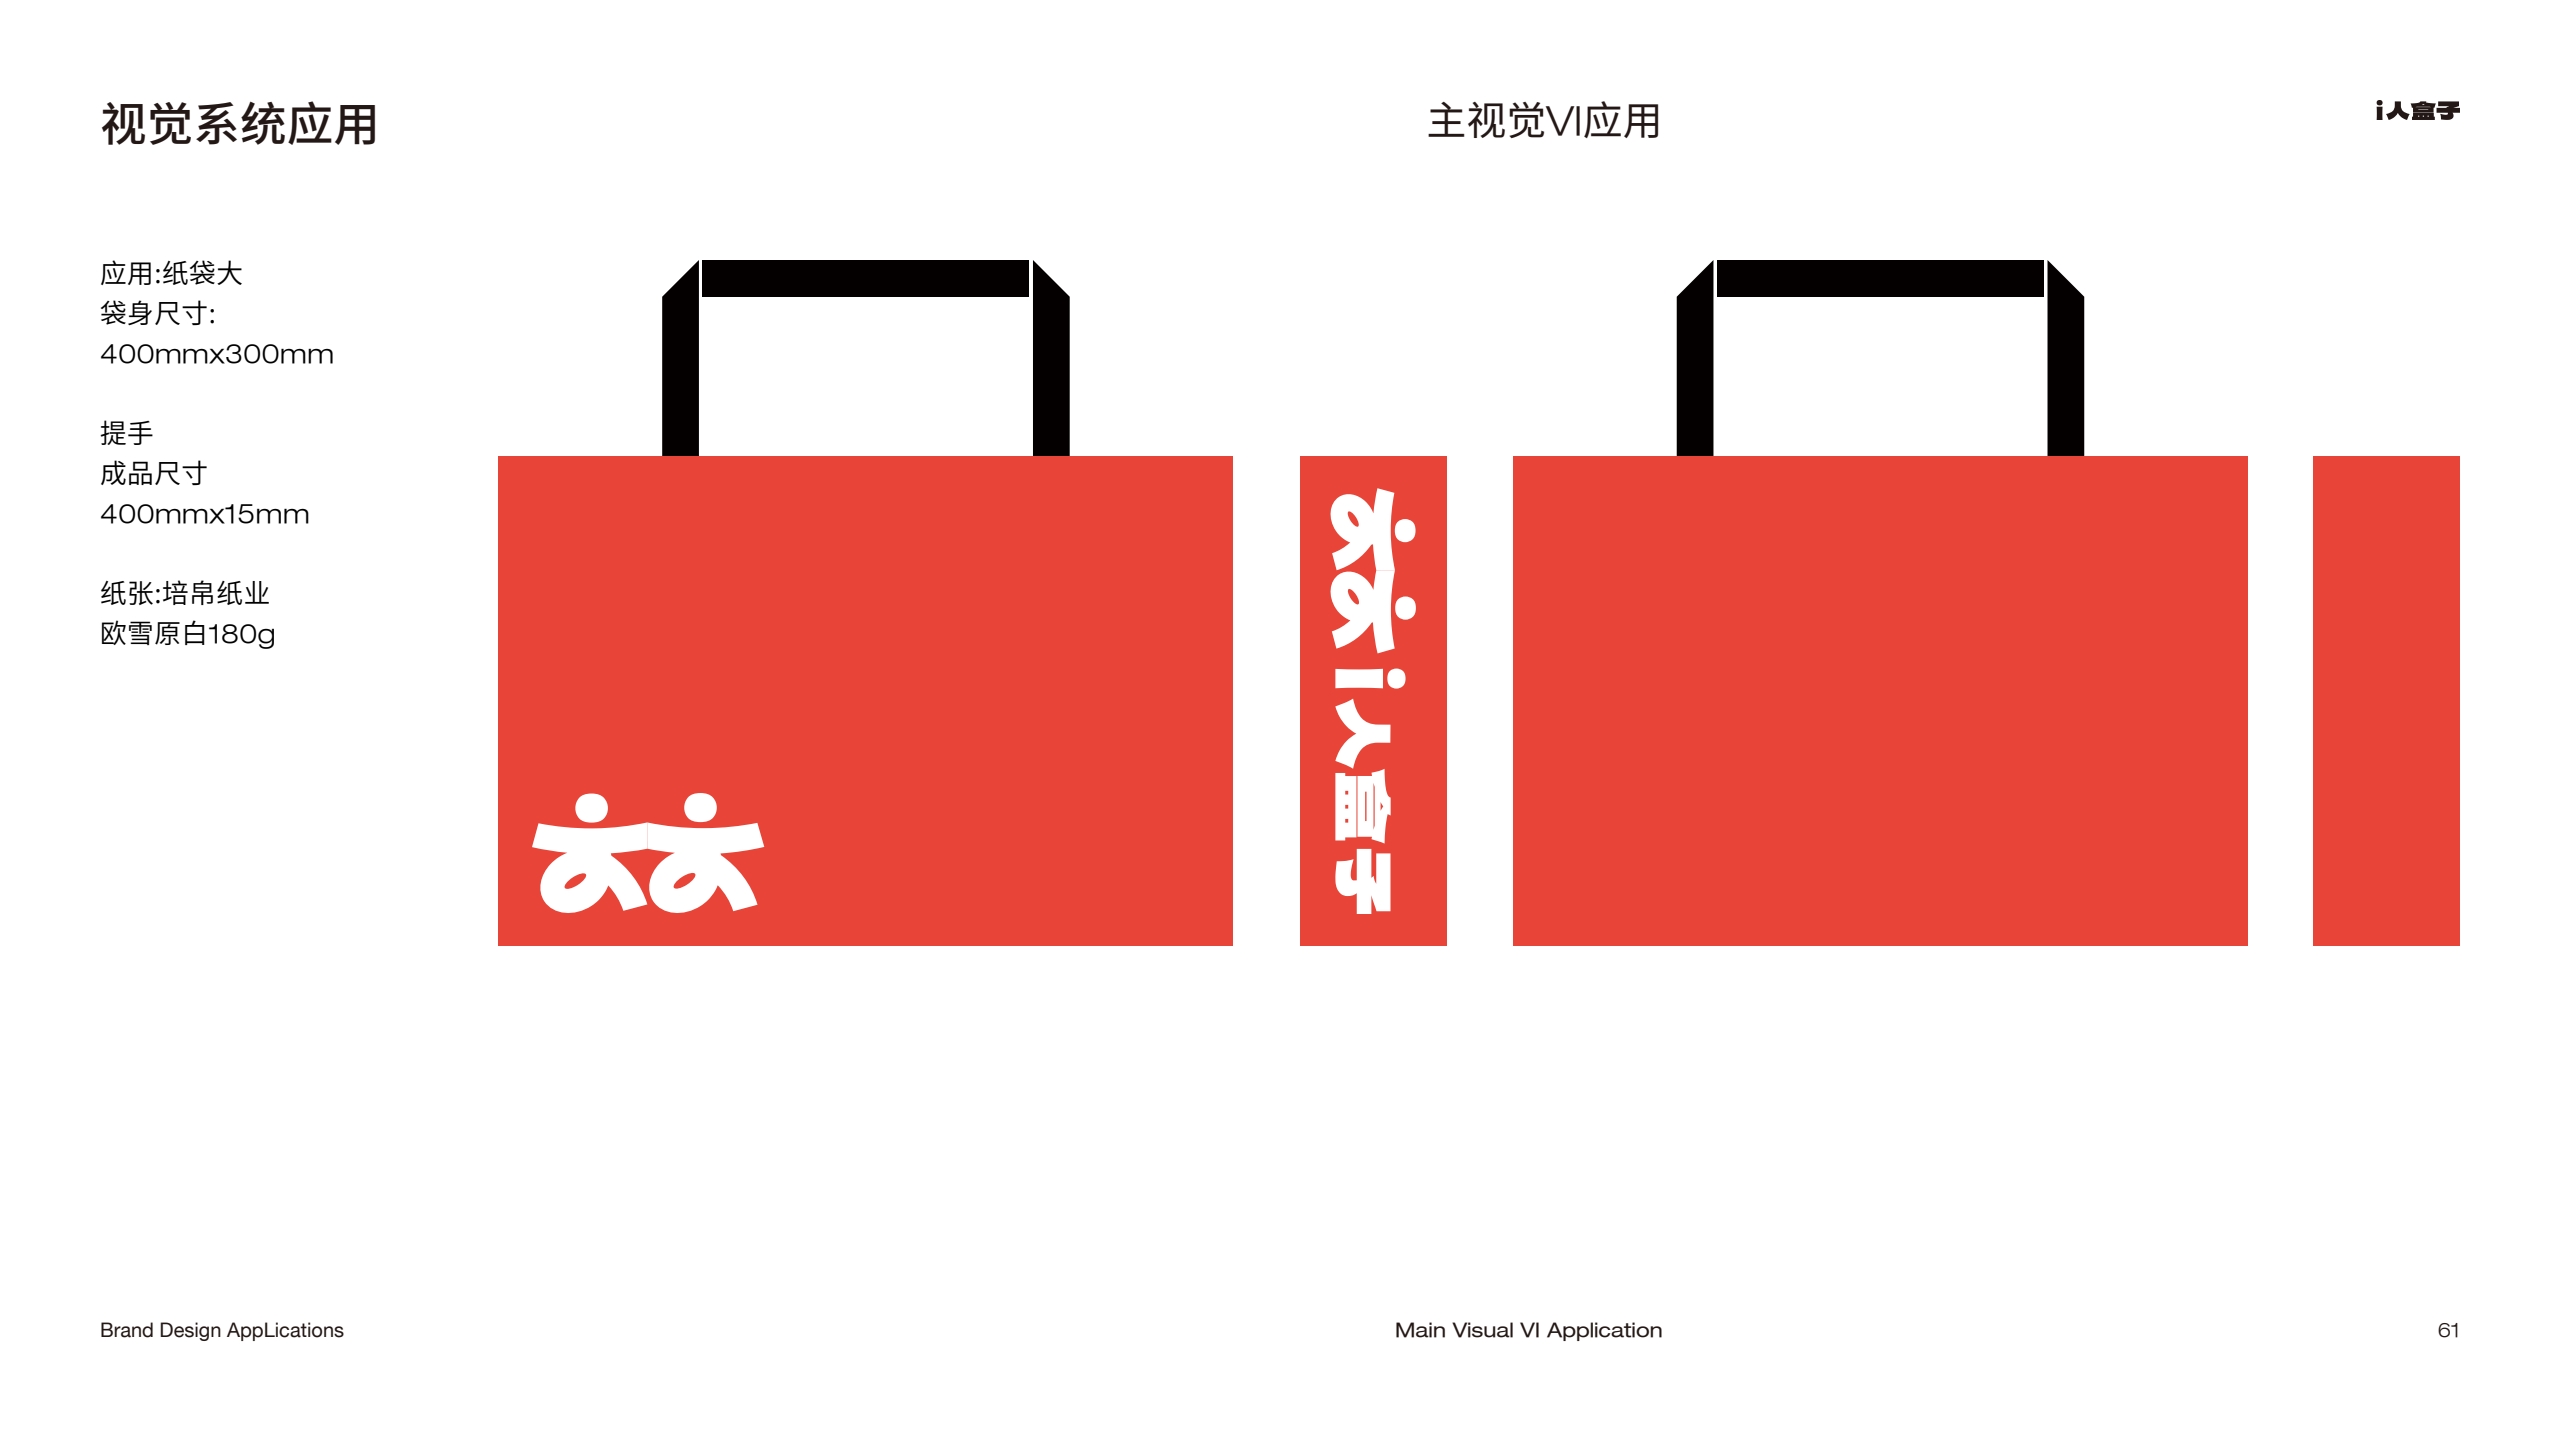 视觉系统应用
主视觉VI应用
i人盒子
应用:纸袋大
袋身尺寸:
400mmx300mm
提手
成品尺寸
400mmx15mm
纸张:培帛纸业
欧雪原白180g
i人盒子
Brand Design AppLications
Main Visual VI Application
61